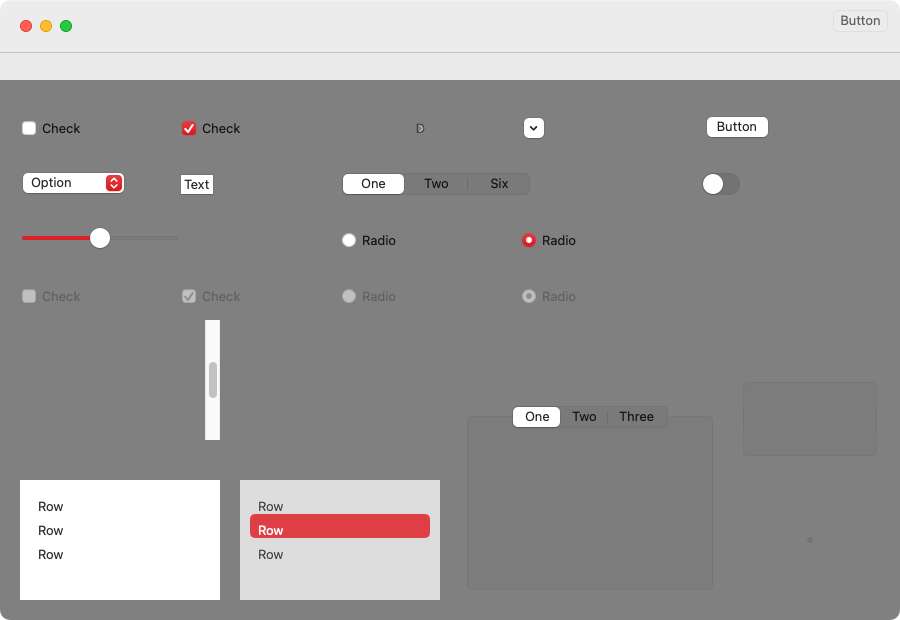 Button
Check
Check
D
Button
Option
Text
One
Two
Six
Radio
Radio
Check
Check
Radio
Radio
One
Two
Three
Row
Row
Row
Row
Row
Row